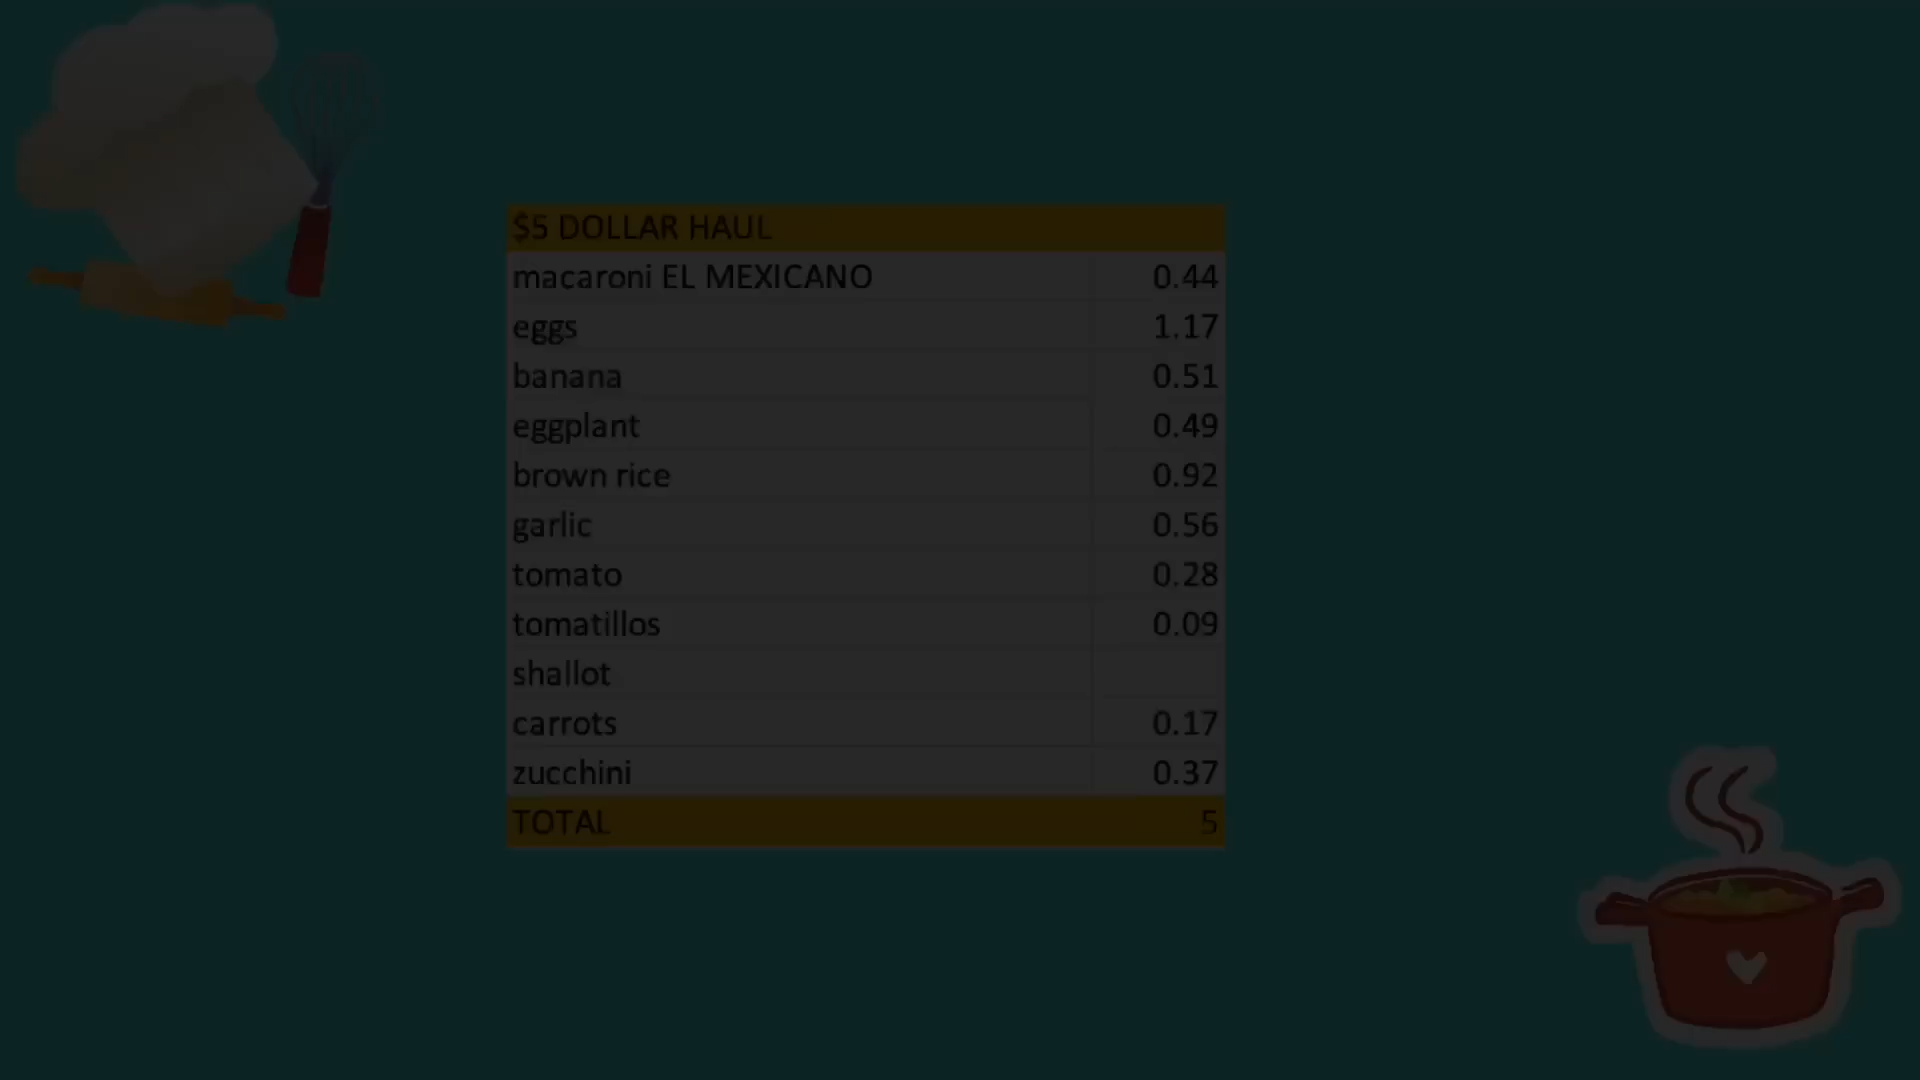 $5 DOLLAR HAUL
macaroni EL MEXICANO 0.44
eggs 1.17
banana 0.51
eggplant 0.49
brown rice 0.92
garlic 0.56
tomato 0.28
tomatillos 0.09
shallot
carrots 0.17
zucchini 0.37
TOTAL 5